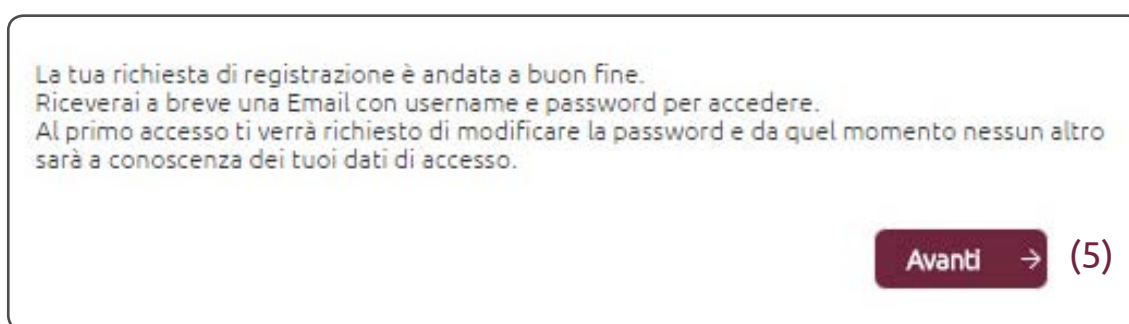 La tua richiesta di registrazione è andata a buon fine.
Riceverai a breve una Email con username e password per accedere.
Al primo accesso ti verrà richiesto di modificare la password e da quel momento nessun altro
sarà a conoscenza dei tuoi dati di accesso.
Avanti → (5)